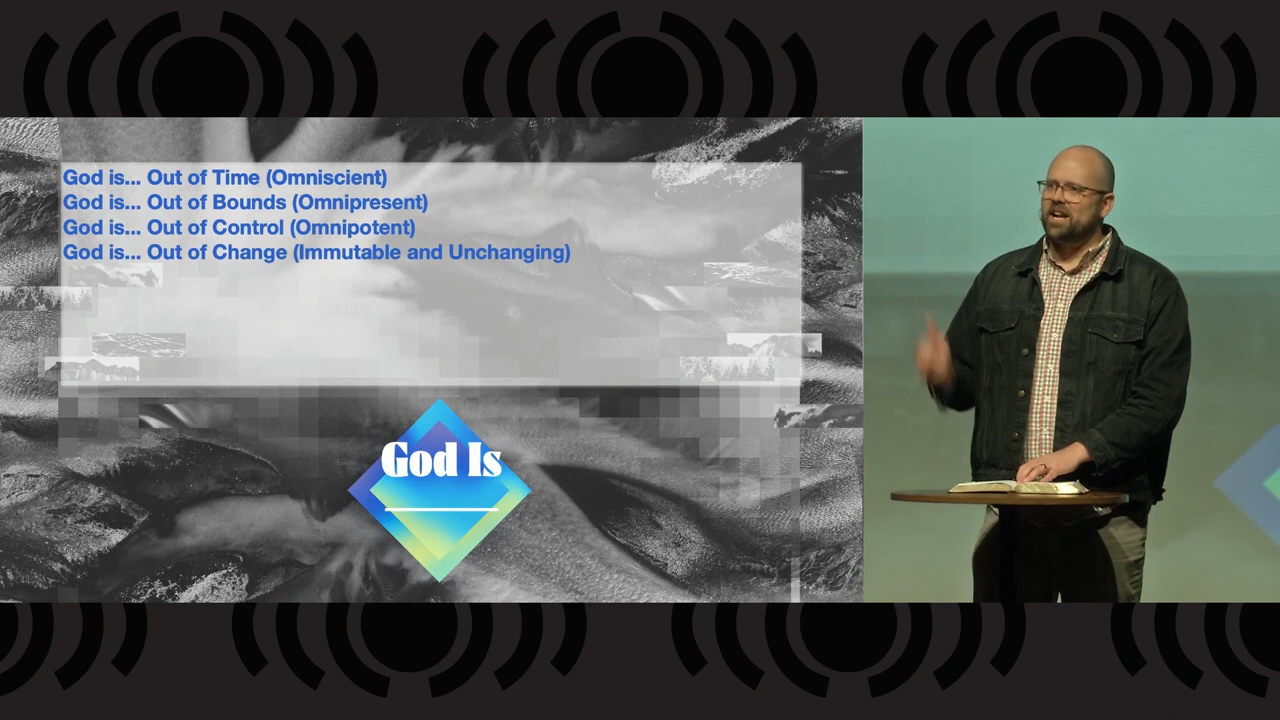 God is... Out of Time (Omniscient)
God is... Out of Bounds (Omnipresent)
God is... Out of Control (Omnipotent)
God is... Out of Change (Immutable and Unchanging)
God Is